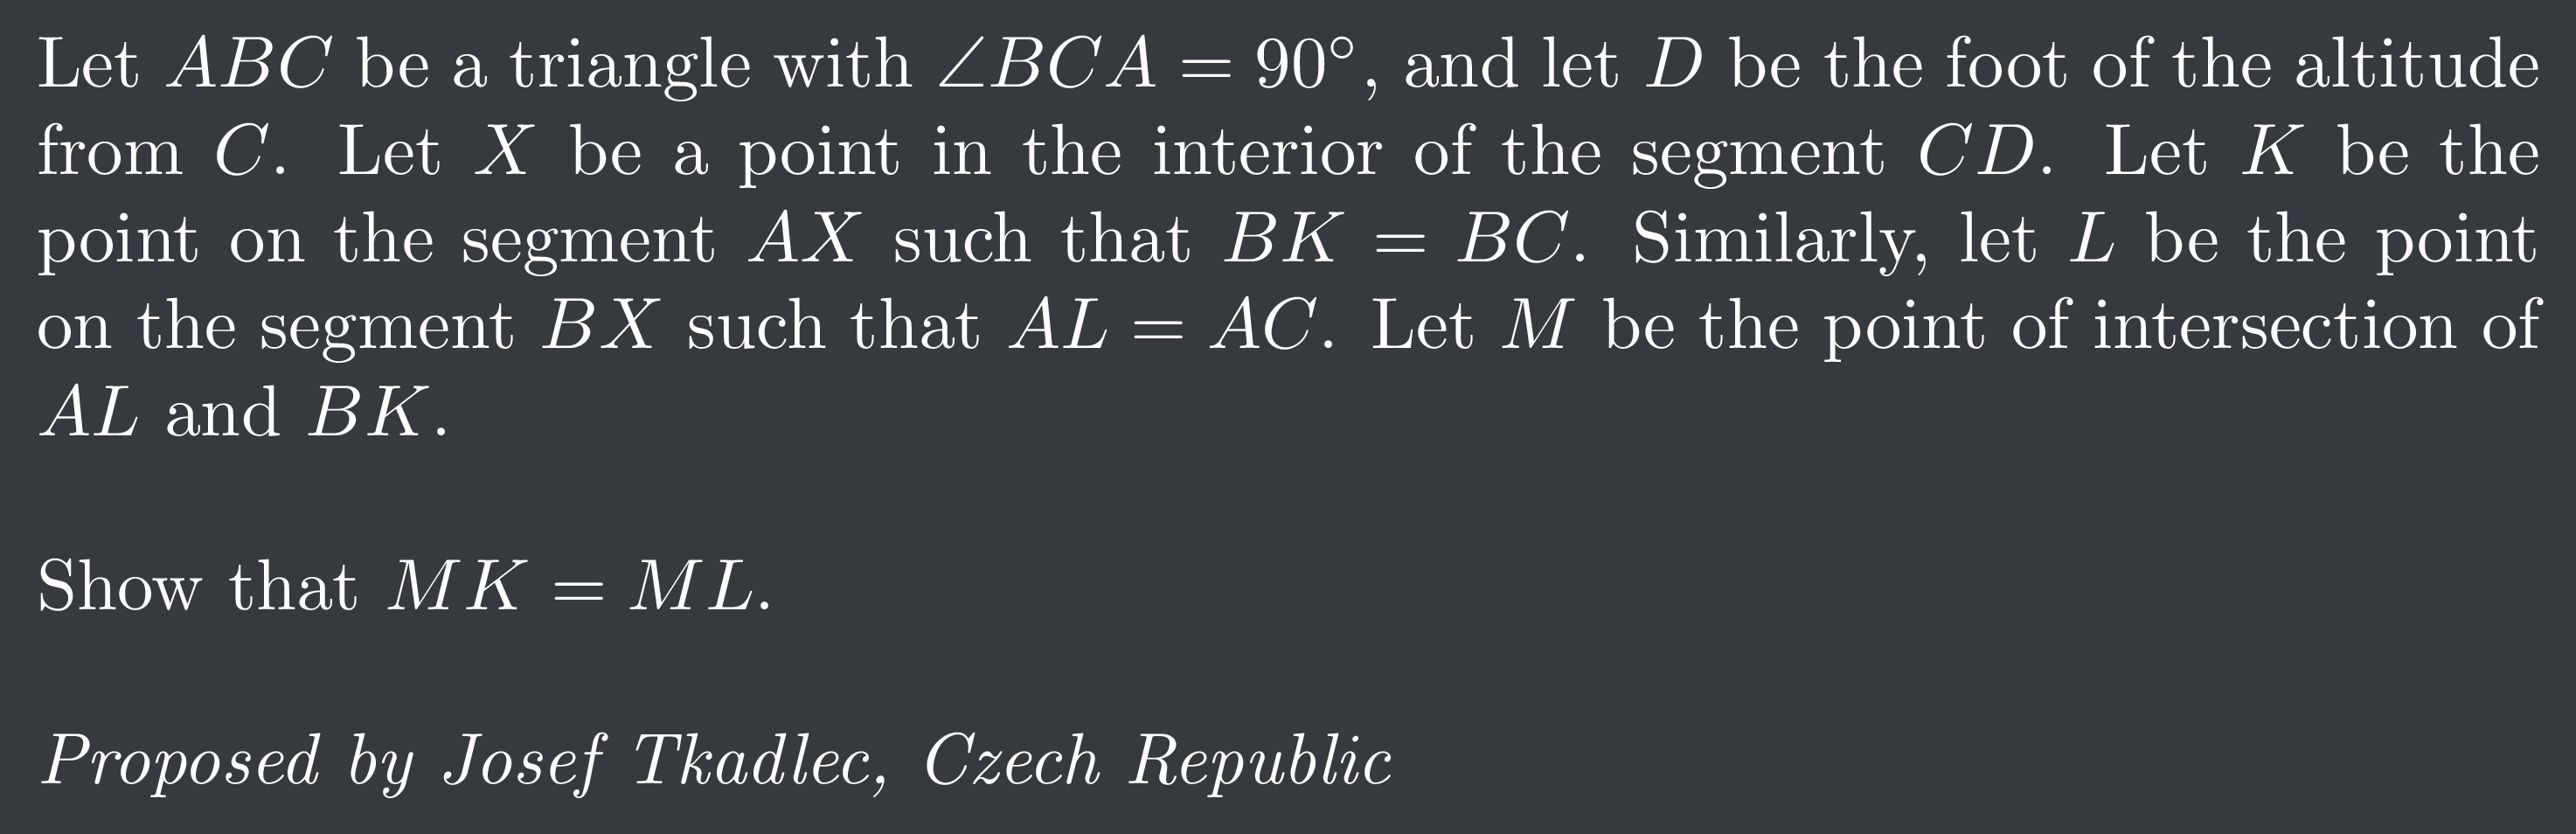 Let ABC be a triangle with ∠BCA = 90°, and let D be the foot of the altitude
from C. Let X be a point in the interior of the segment CD. Let K be the
point on the segment AX such that BK = BC. Similarly, let L be the point
on the segment BX such that AL = AC. Let M be the point of intersection of
AL and BK.
Show that MK = ML.
Proposed by Josef Tkadlec, Czech Republic